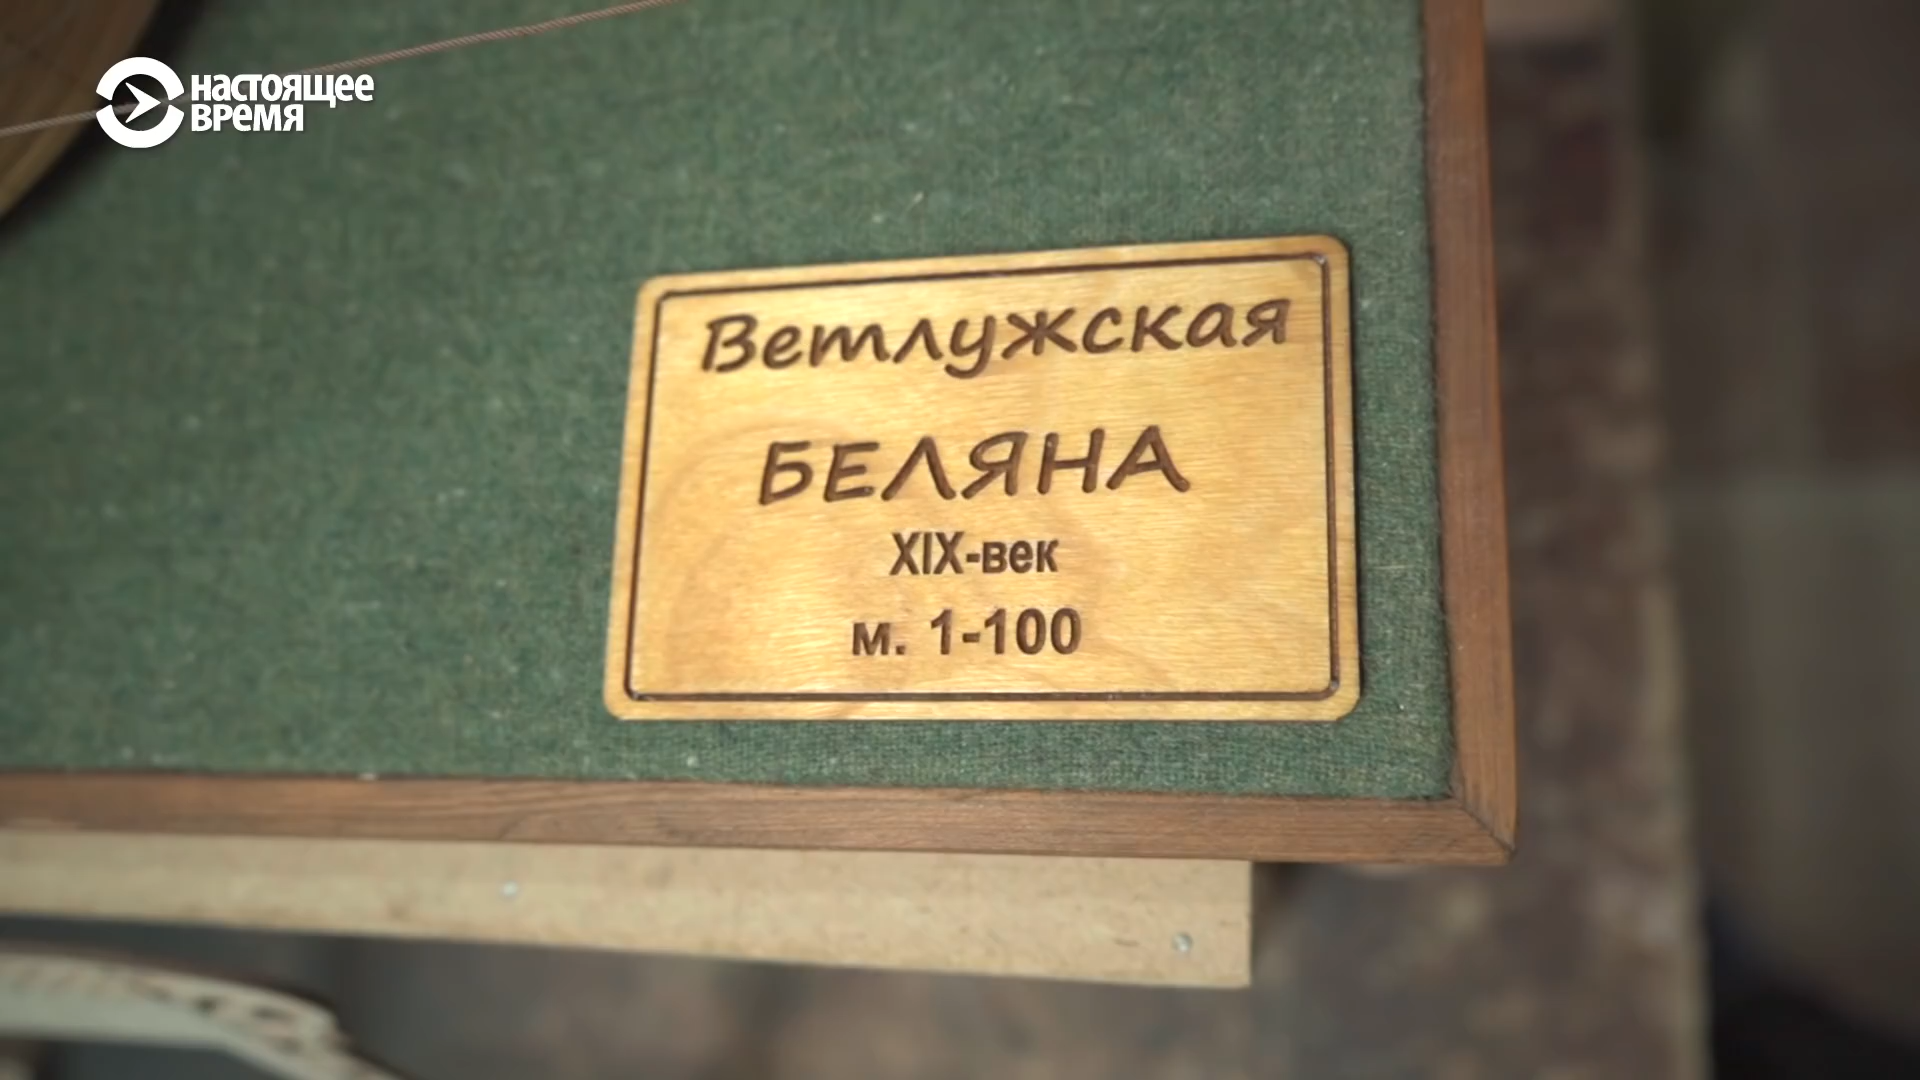 настоящее
время
Ветлужская
БЕЛЯНА
XIX-век
м. 1-100